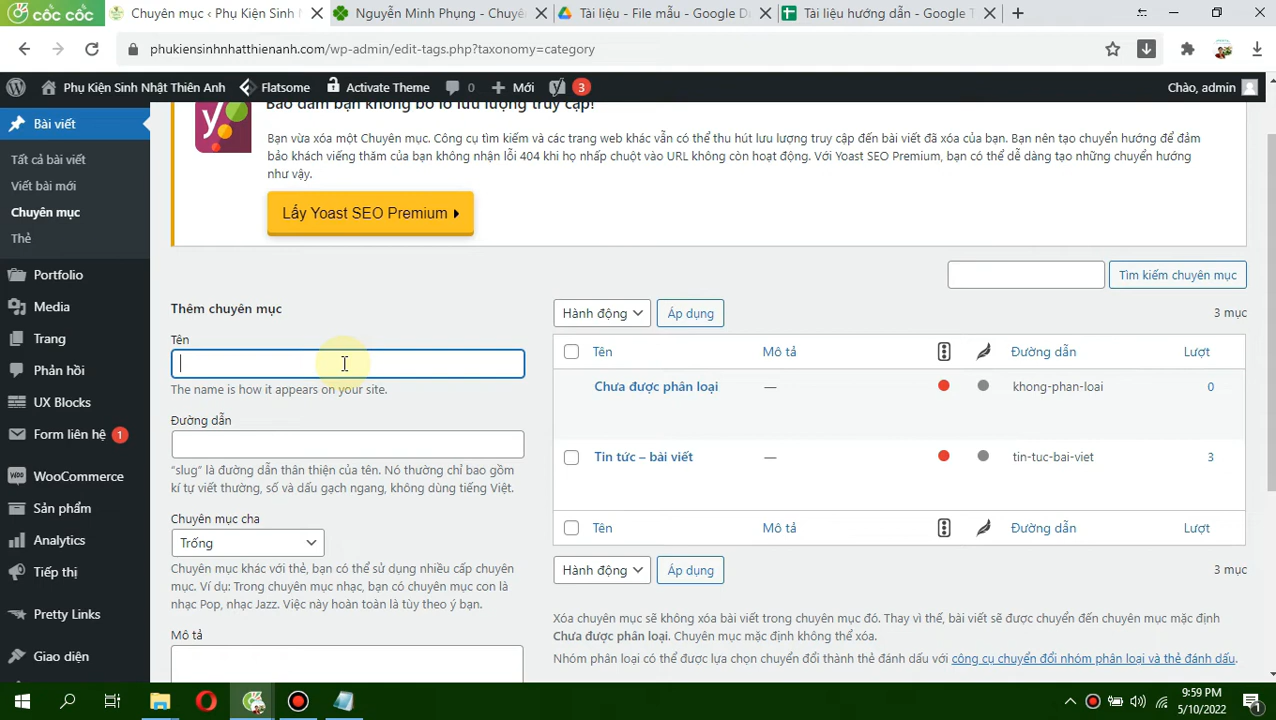 cốc cốc
Chuyên mục ‹ Phụ Kiện Sinh N
Nguyễn Minh Phong - Chuyê
Tài liệu - File mẫu - Google D
Tài liệu hướng dẫn - Google T
phukiensinhnhatthienanh.com/wp-admin/edit-tags.php?taxonomy=category
Phụ Kiện Sinh Nhật Thiên Anh
Flatsome
Activate Theme
0
Mới
3
Chào, admin
Bài viết
Tất cả bài viết
Viết bài mới
Chuyên mục
Thẻ
Portfolio
Media
Trang
Phản hồi
UX Blocks
Form liên hệ 1
WooCommerce
Sản phẩm
Analytics
Tiếp thị
Pretty Links
Giao diện
Bảo đảm bạn không bỏ lỡ lưu lượng truy cập!
Bạn vừa xóa một Chuyên mục. Công cụ tìm kiếm và các trang web khác vẫn có thể thu hút lưu lượng truy cập đến bài viết đã xóa của bạn. Bạn nên tạo chuyển hướng để đảm
bảo khách viếng thăm của bạn không nhận lỗi 404 khi họ nhấp chuột vào URL không còn hoạt động. Với Yoast SEO Premium, bạn có thể dễ dàng tạo những chuyển hướng
như vậy.
Lấy Yoast SEO Premium
Tìm kiếm chuyên mục
Thêm chuyên mục
Tên
The name is how it appears on your site.
Đường dẫn
“slug” là đường dẫn thân thiện của tên. Nó thường chỉ bao gồm
kí tự viết thường, số và dấu gạch ngang, không dùng tiếng Việt.
Chuyên mục cha
Trống
Chuyên mục khác với thẻ, bạn có thể sử dụng nhiều cấp chuyên
mục. Ví dụ: Trong chuyên mục nhạc, bạn có chuyên mục con là
nhạc Pop, nhạc Jazz. Việc này hoàn toàn là tùy theo ý bạn.
Mô tả
Hành động
Áp dụng
3 mục
Tên Mô tả Đường dẫn Lượt
Chưa được phân loại — khong-phan-loai 0
Tin tức – bài viết — tin-tuc-bai-viet 3
Tên Mô tả Đường dẫn Lượt
Hành động
Áp dụng
3 mục
Xóa chuyên mục sẽ không xóa bài viết trong chuyên mục đó. Thay vì thế, bài viết sẽ được chuyển đến chuyên mục mặc định
Chưa được phân loại. Chuyên mục mặc định không thể xóa.
Nhóm phân loại có thể được lựa chọn chuyển đổi thành thẻ đánh dấu với công cụ chuyển đổi nhóm phân loại và thẻ đánh dấu.
9:59 PM
5/10/2022
1